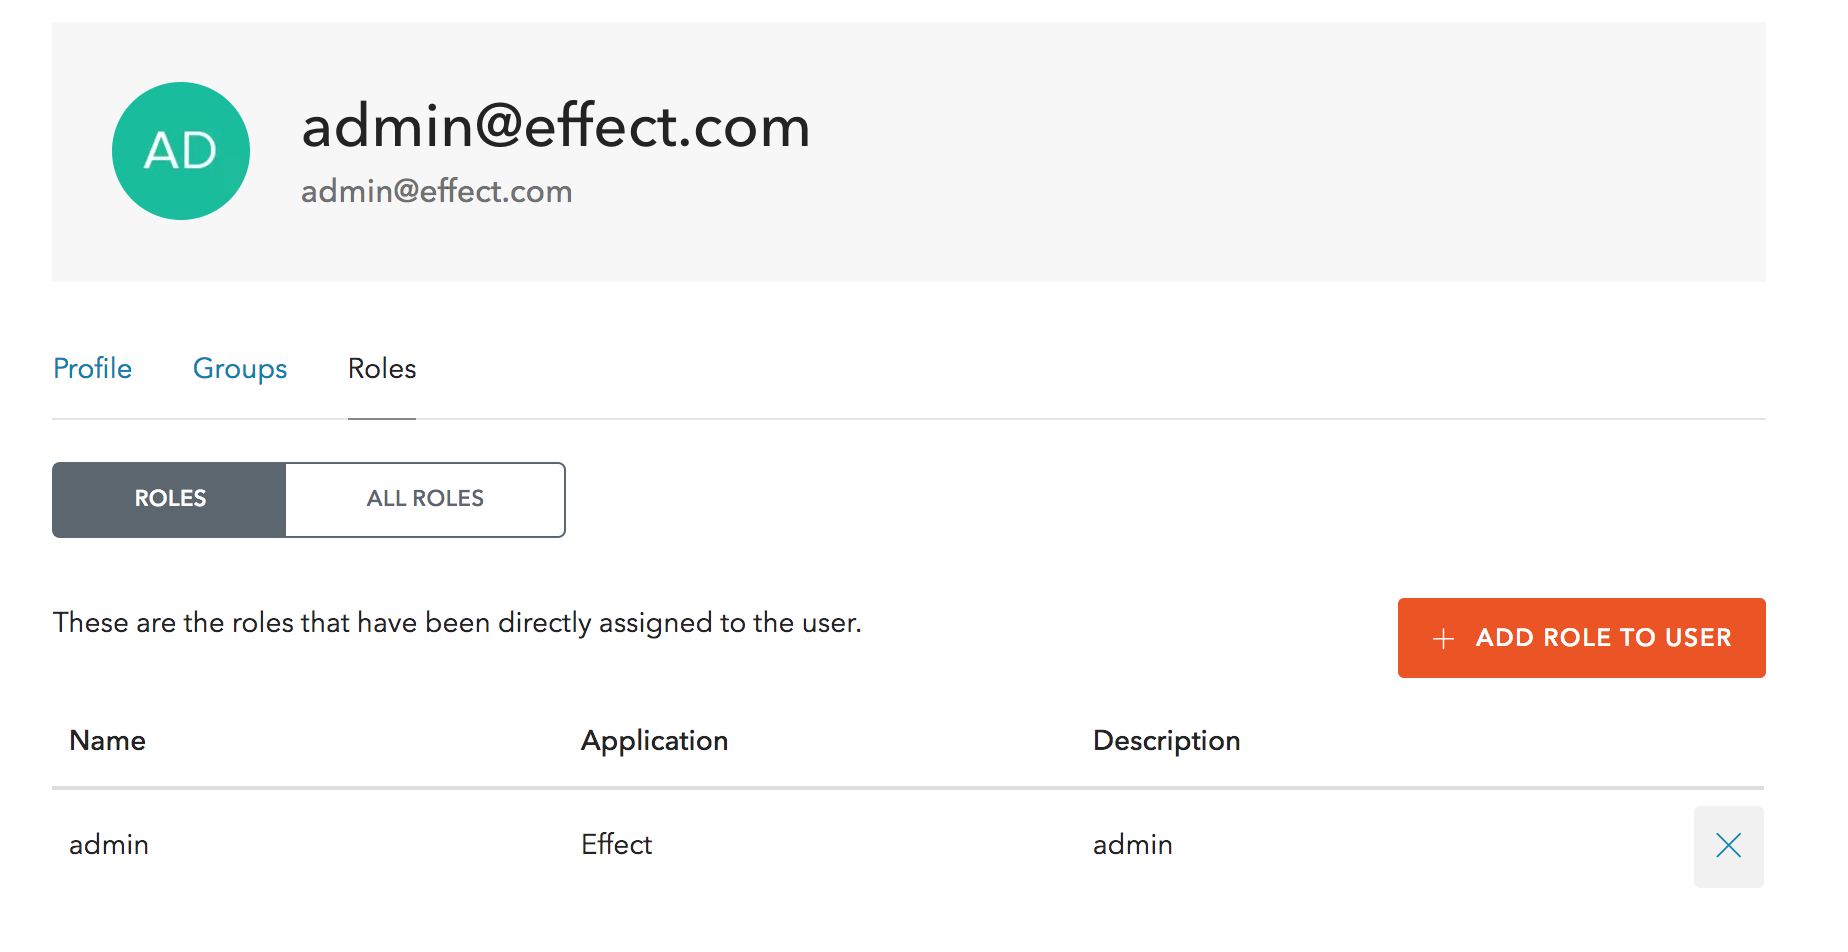 AD
admin@effect.com
admin@effect.com
Profile Groups Roles
ROLES ALL ROLES
These are the roles that have been directly assigned to the user.
+ ADD ROLE TO USER
Name Application Description
admin Effect admin